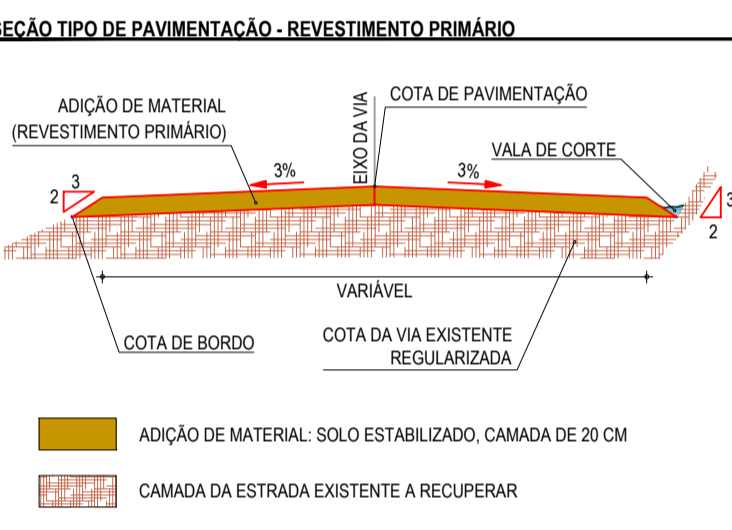 SEÇÃO TIPO DE PAVIMENTAÇÃO - REVESTIMENTO PRIMÁRIO
ADIÇÃO DE MATERIAL
(REVESTIMENTO PRIMÁRIO)
EIXO DA VIA
COTA DE PAVIMENTAÇÃO
VALA DE CORTE
3%
3%
3
2
3
2
VARIÁVEL
COTA DE BORDO
COTA DA VIA EXISTENTE
REGULARIZADA
ADIÇÃO DE MATERIAL: SOLO ESTABILIZADO, CAMADA DE 20 CM
CAMADA DA ESTRADA EXISTENTE A RECUPERAR